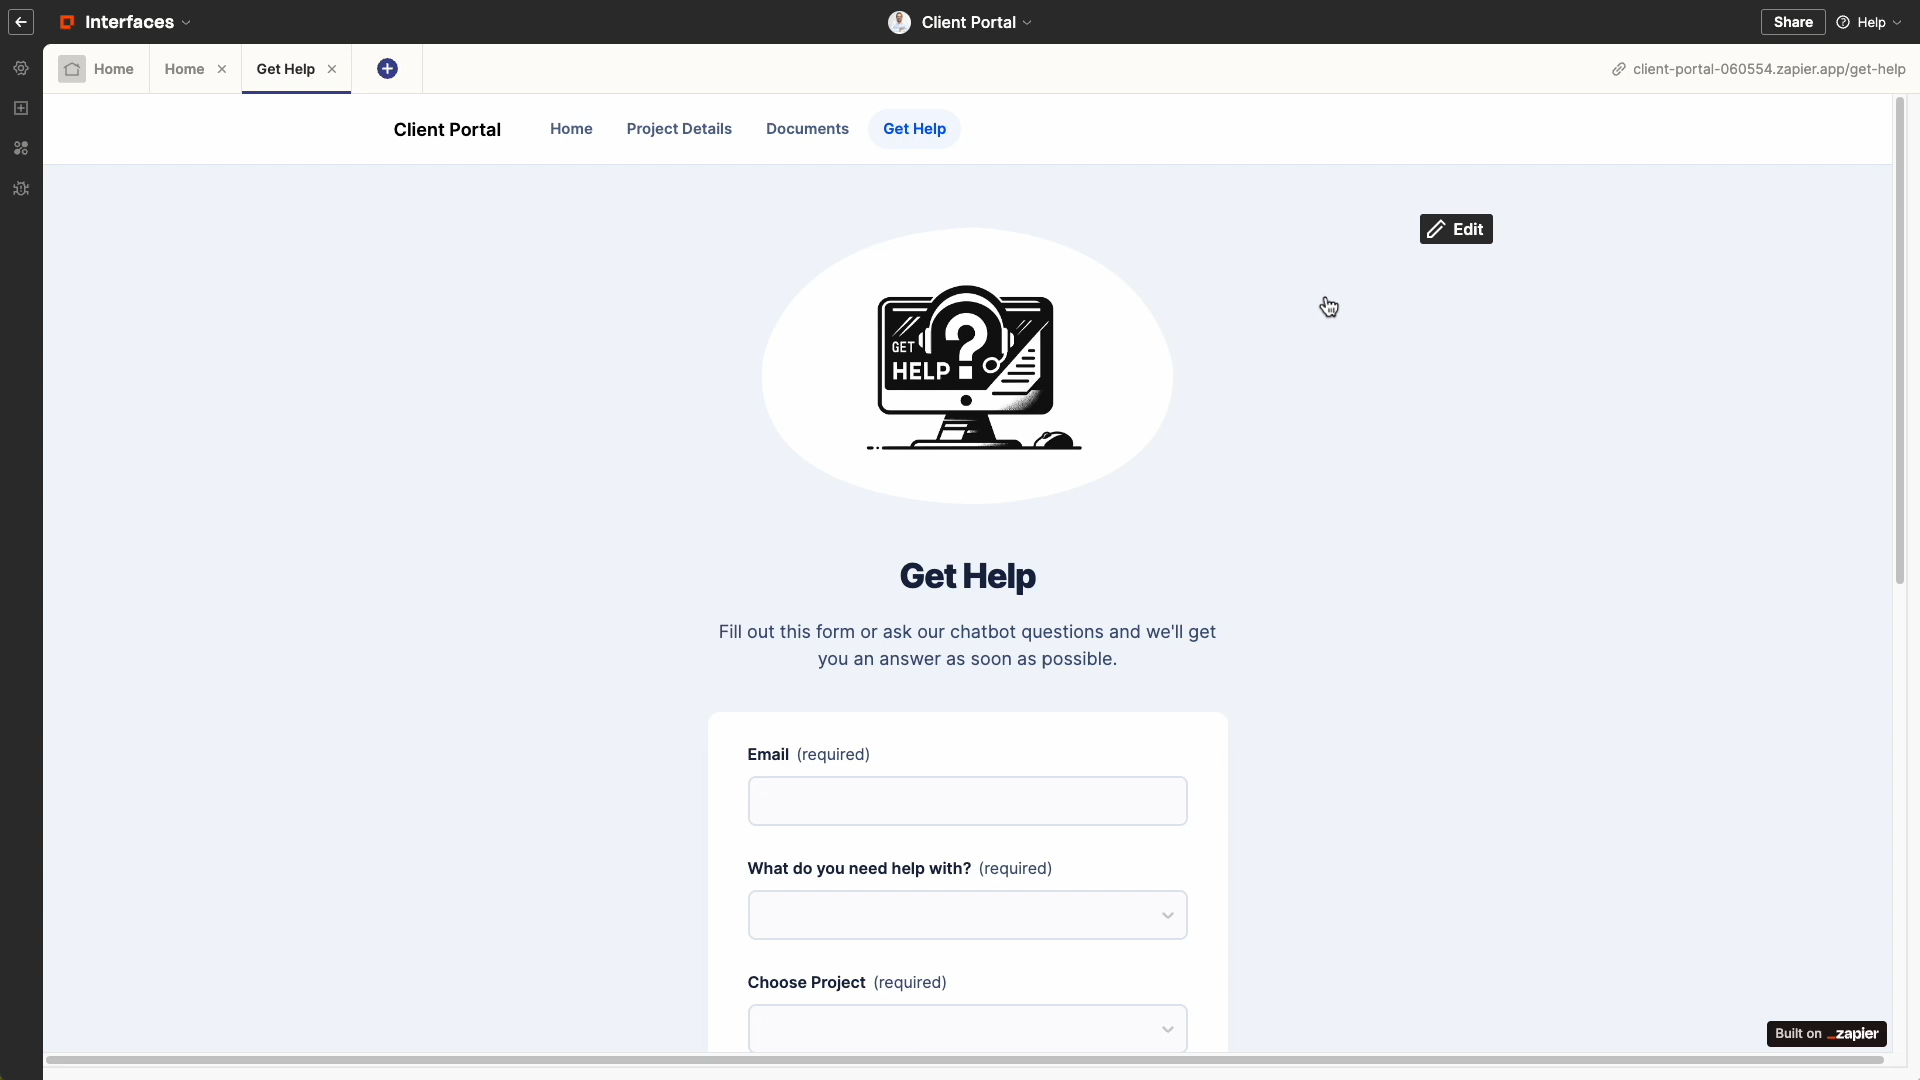 Interfaces
Client Portal
Share
Help
Home
Home
Get Help
client-portal-060554.zapier.app/get-help
Client Portal
Home
Project Details
Documents
Get Help
Edit
GET
HELP
?
Get Help
Fill out this form or ask our chatbot questions and we'll get
you an answer as soon as possible.
Email (required)
What do you need help with? (required)
Choose Project (required)
Built on _zapier